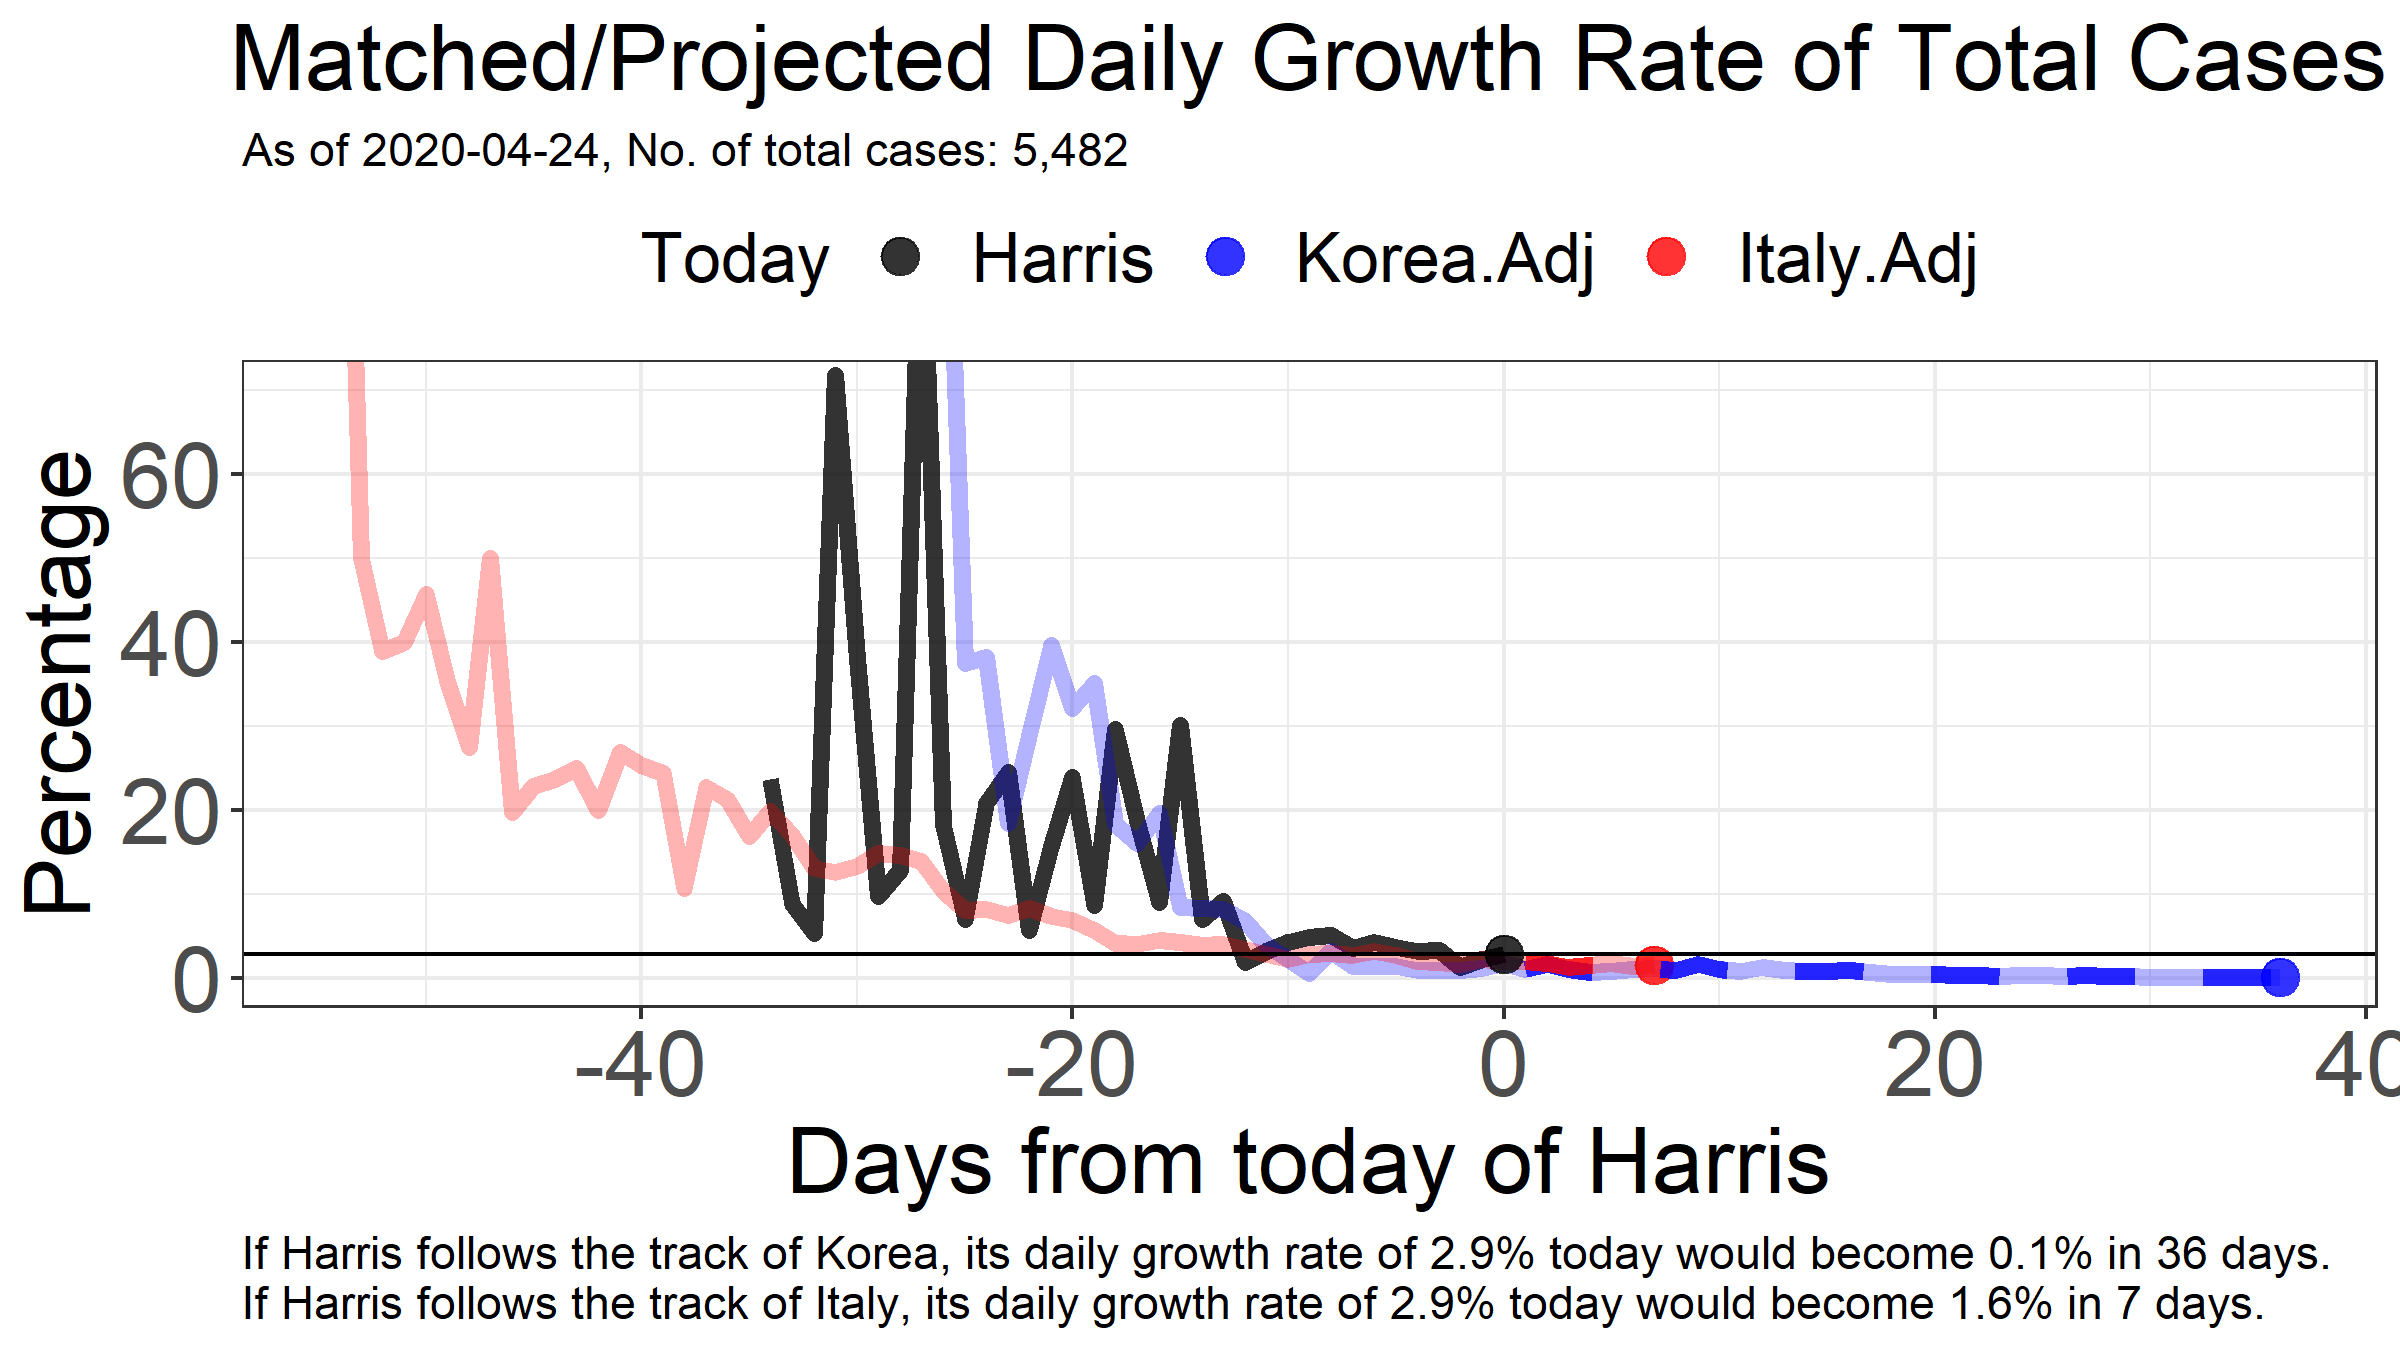 Matched/Projected Daily Growth Rate of Total Cases
As of 2020-04-24, No. of total cases: 5,482
Today Harris Korea.Adj Italy.Adj
Percentage
60
40
20
0
-40 -20 0 20 40
Days from today of Harris
If Harris follows the track of Korea, its daily growth rate of 2.9% today would become 0.1% in 36 days.
If Harris follows the track of Italy, its daily growth rate of 2.9% today would become 1.6% in 7 days.